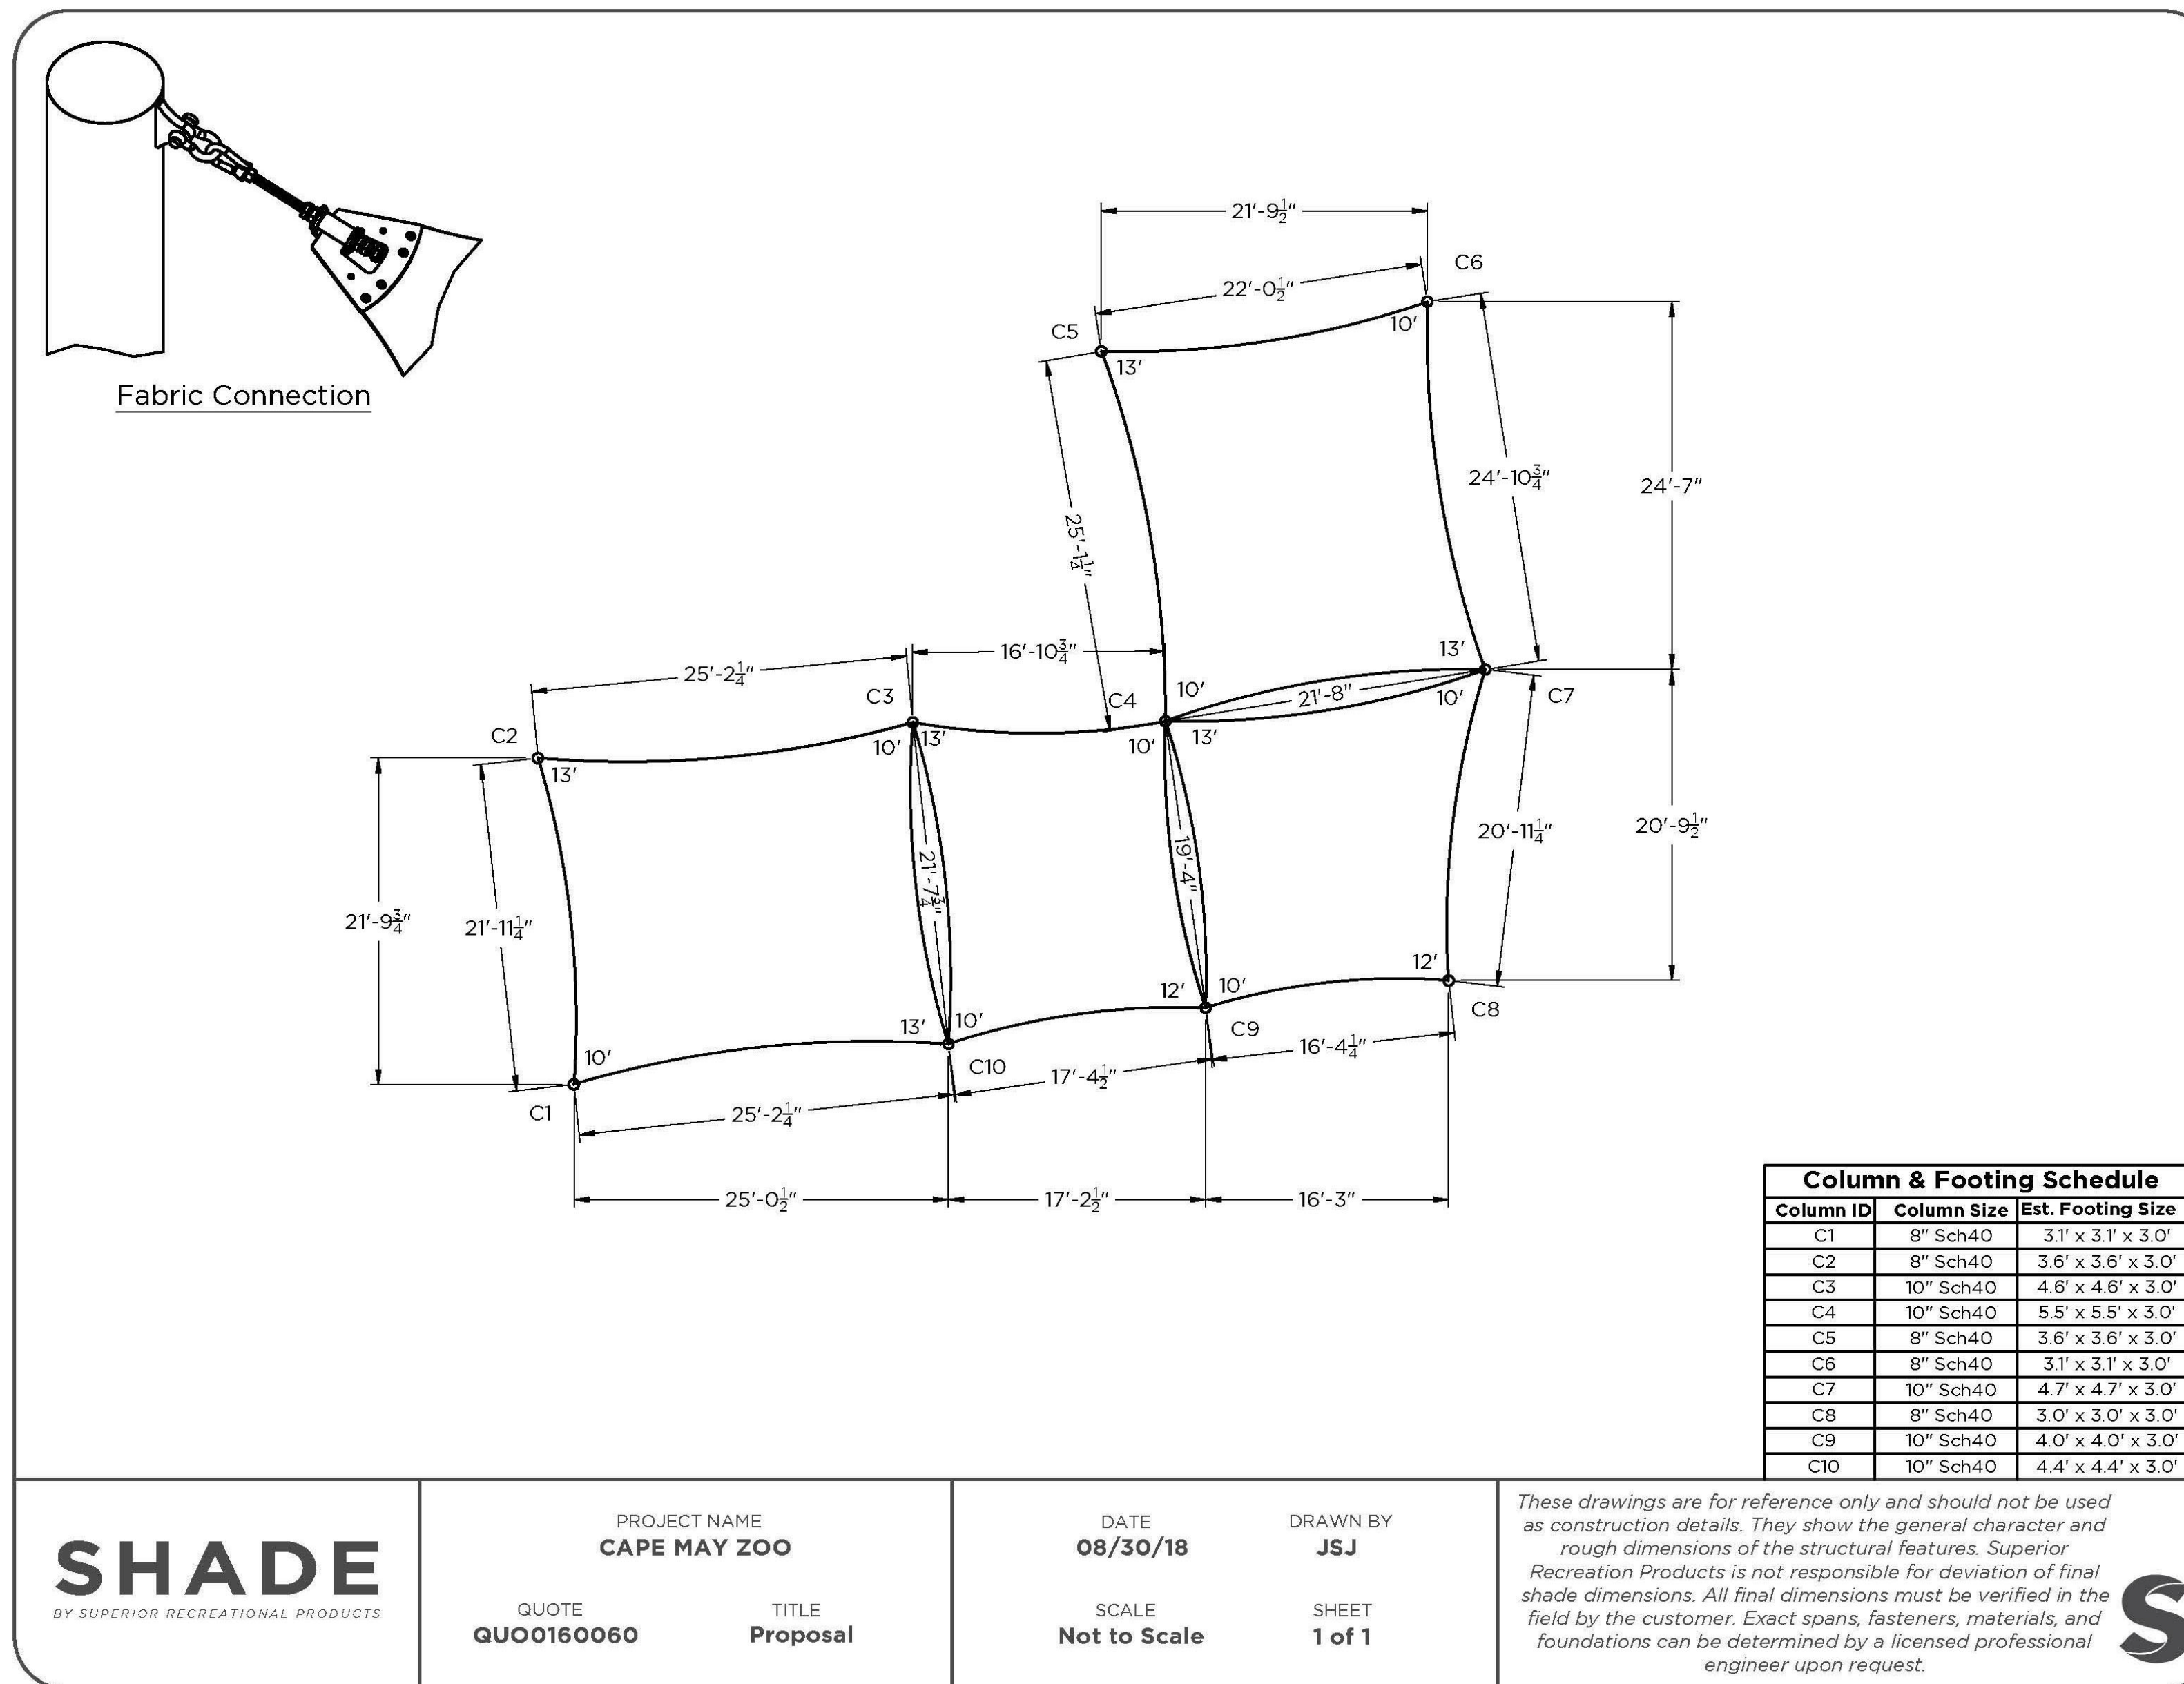 Fabric Connection
21'-9½"
22'-0½"
C6
10'
C5
13'
24'-10¾"
24'-7"
25'-1¼"
13'
C7
10'
21'-8"
10'
C4
13'
10'
16'-10¾"
25'-2¼"
C3
10'
13'
C2
13'
21'-9¾"
21'-11¼"
21'-7¾"
19'-4"
20'-11¼"
20'-9½"
12'
C8
12'
10'
C9
13'
10'
C10
10'
C1
16'-4¼"
17'-4½"
25'-2¼"
25'-0½"
17'-2½"
16'-3"
Column & Footing Schedule
Column ID Column Size Est. Footing Size
C1 8" Sch40 3.1' x 3.1' x 3.0'
C2 8" Sch40 3.6' x 3.6' x 3.0'
C3 10" Sch40 4.6' x 4.6' x 3.0'
C4 10" Sch40 5.5' x 5.5' x 3.0'
C5 8" Sch40 3.6' x 3.6' x 3.0'
C6 8" Sch40 3.1' x 3.1' x 3.0'
C7 10" Sch40 4.7' x 4.7' x 3.0'
C8 8" Sch40 3.0' x 3.0' x 3.0'
C9 10" Sch40 4.0' x 4.0' x 3.0'
C10 10" Sch40 4.4' x 4.4' x 3.0'
SHADE
BY SUPERIOR RECREATIONAL PRODUCTS
PROJECT NAME
CAPE MAY ZOO
QUOTE
QUO0160060
TITLE
Proposal
DATE
08/30/18
DRAWN BY
JSJ
SCALE
Not to Scale
SHEET
1 of 1
These drawings are for reference only and should not be used
as construction details. They show the general character and
rough dimensions of the structural features. Superior
Recreation Products is not responsible for deviation of final
shade dimensions. All final dimensions must be verified in the
field by the customer. Exact spans, fasteners, materials, and
foundations can be determined by a licensed professional
engineer upon request.